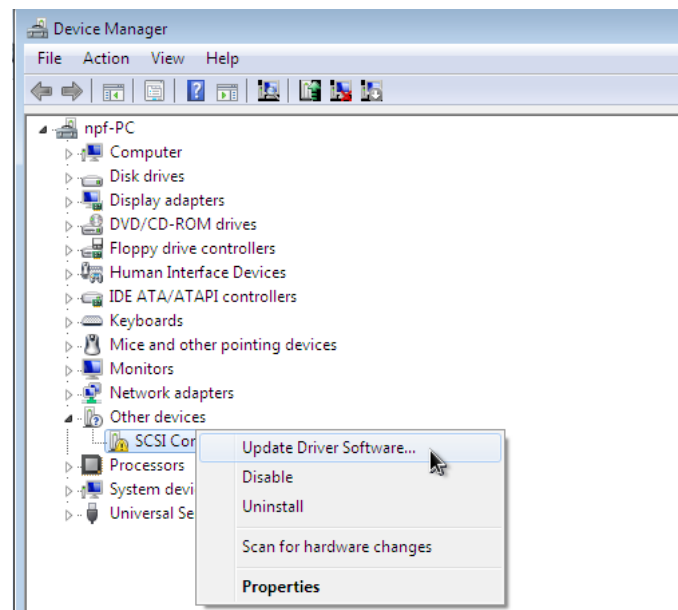 Device Manager
File Action View Help
npf-PC
Computer
Disk drives
Display adapters
DVD/CD-ROM drives
Floppy drive controllers
Human Interface Devices
IDE ATA/ATAPI controllers
Keyboards
Mice and other pointing devices
Monitors
Network adapters
Other devices
SCSI Cor
Update Driver Software...
Processors
Disable
System devi
Uninstall
Universal Se
Scan for hardware changes
Properties